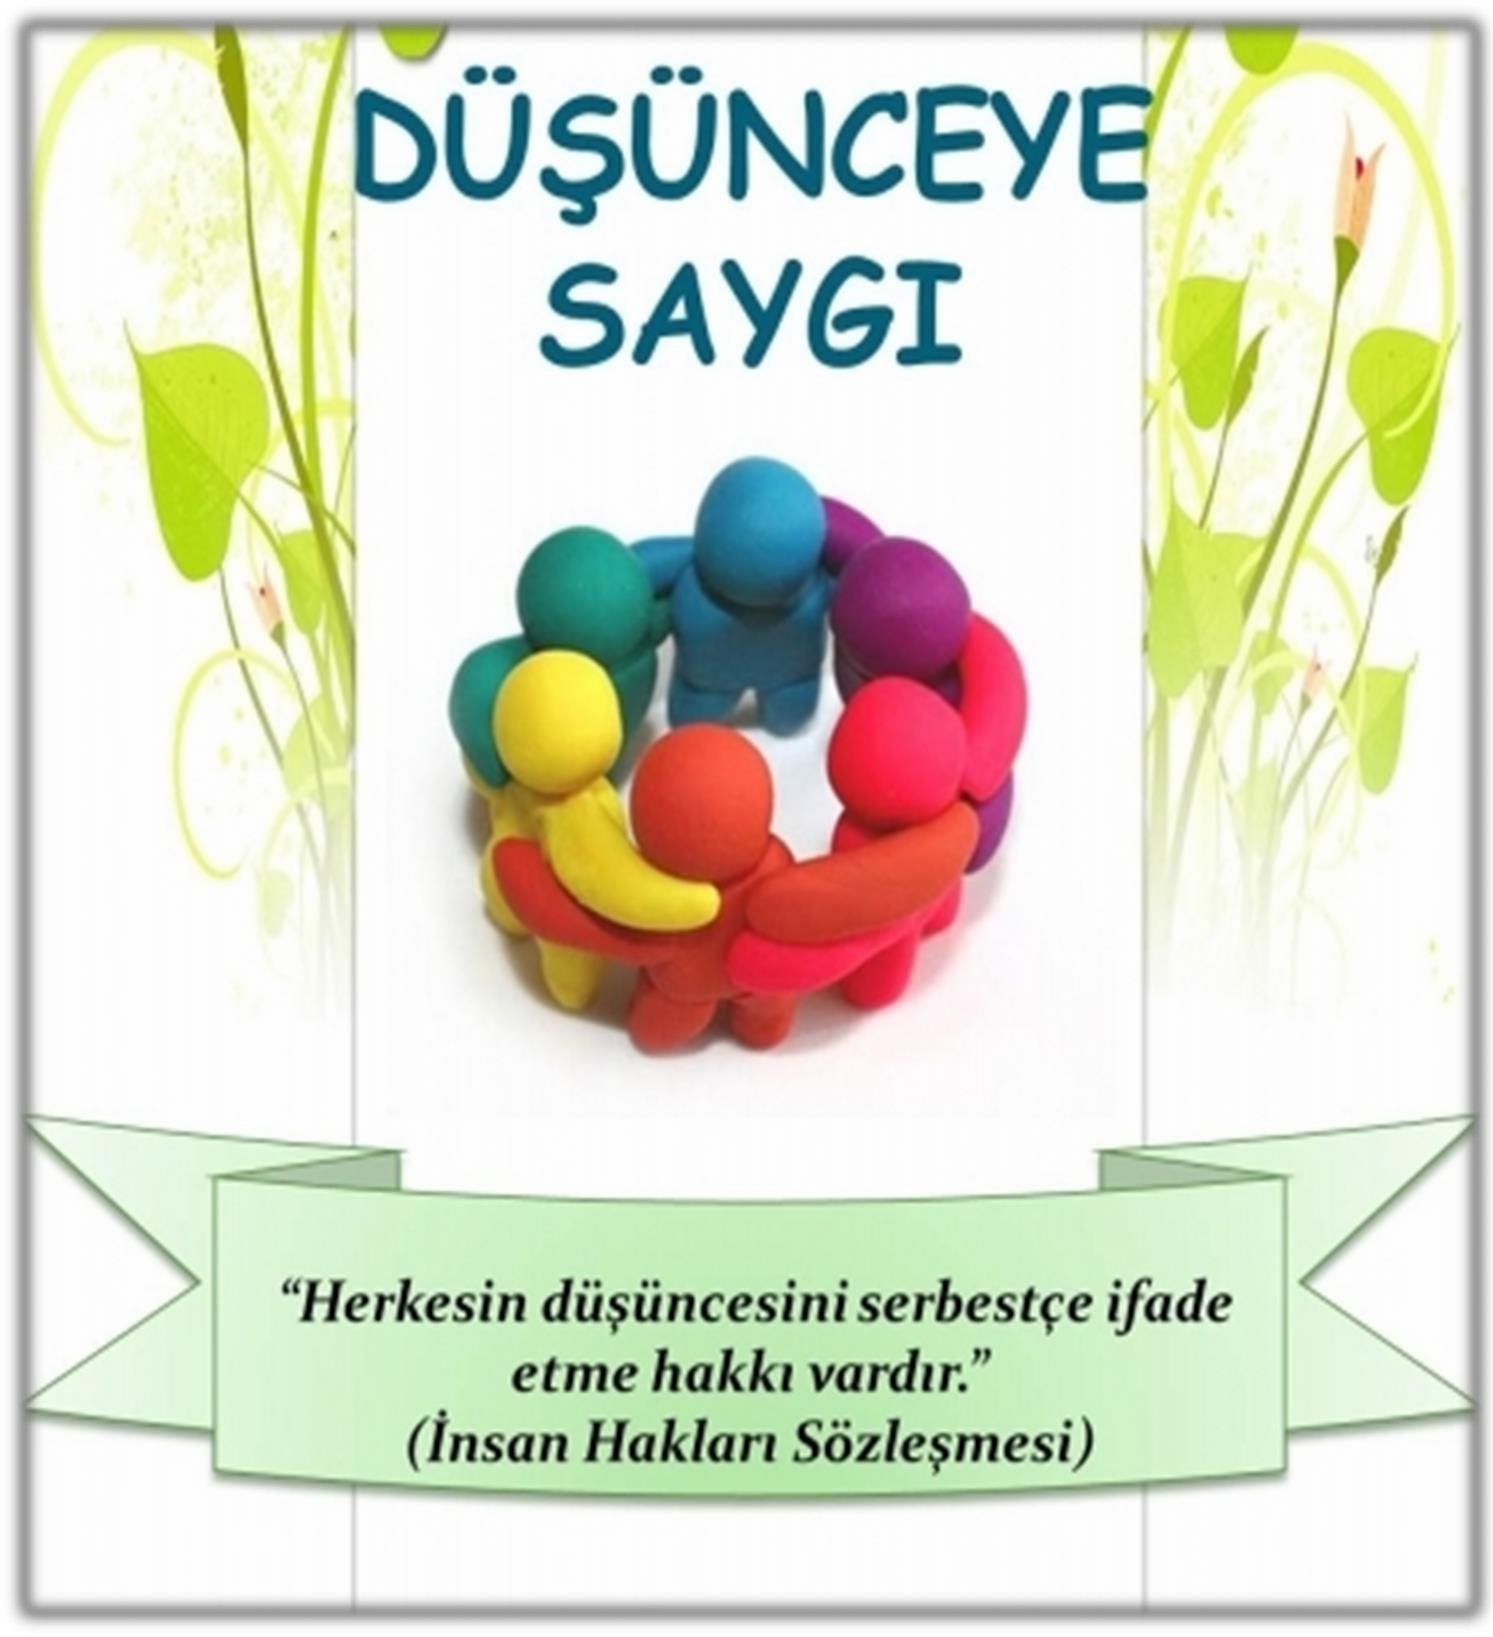 DÜŞÜNCEYE
SAYGI
“Herkesin düşüncesini serbestçe ifade
etme hakkı vardır.”
(İnsan Hakları Sözleşmesi)